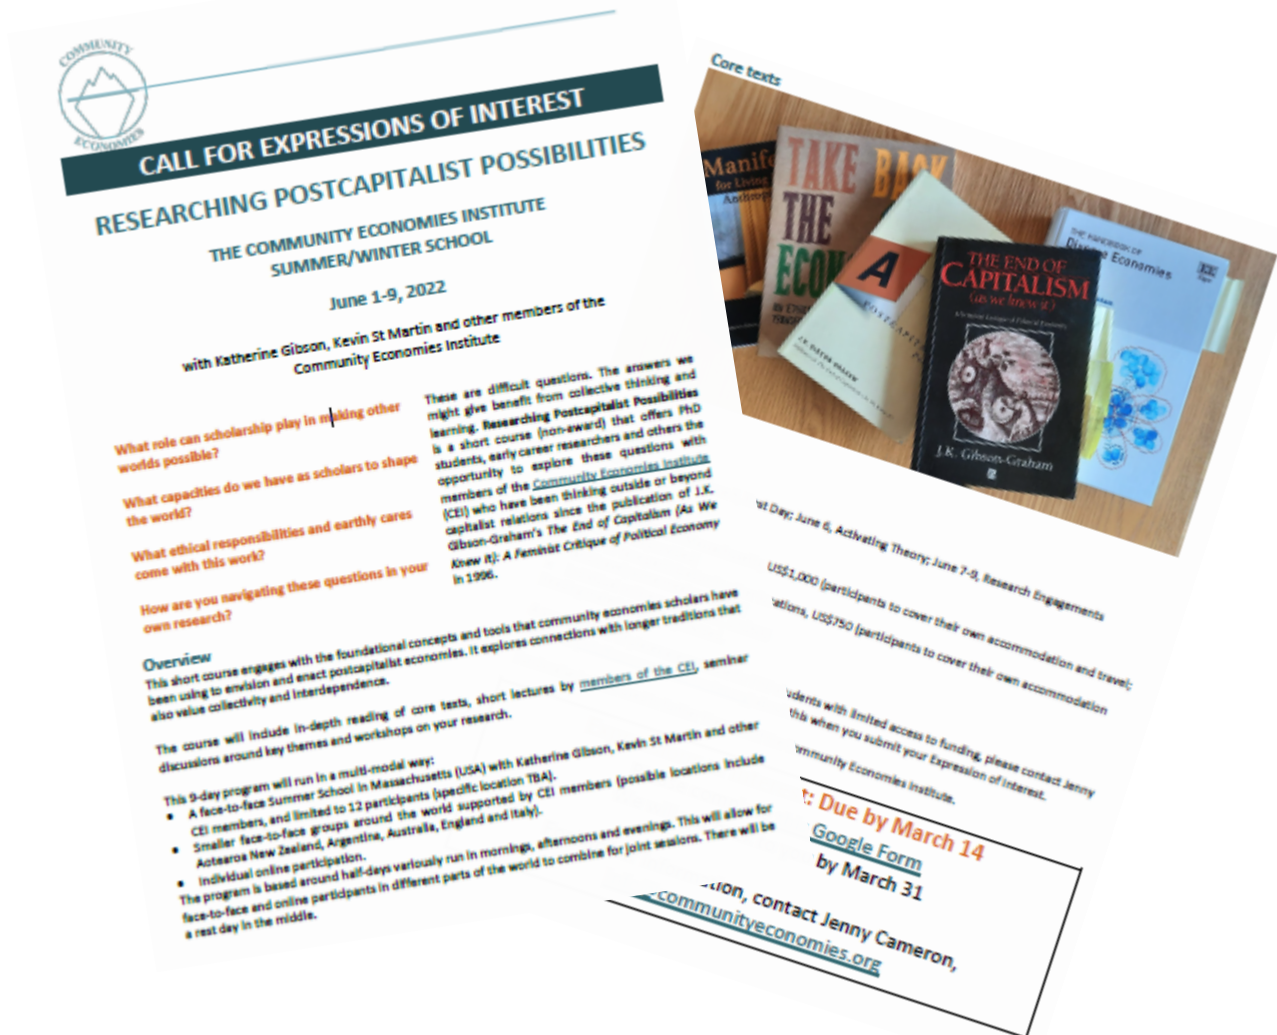 COMMUNITY
ECONOMIES
CALL FOR EXPRESSIONS OF INTEREST
RESEARCHING POSTCAPITALIST POSSIBILITIES
THE COMMUNITY ECONOMIES INSTITUTE
SUMMER/WINTER SCHOOL
June 1-9, 2022
with Katherine Gibson, Kevin St Martin and other members of the
Community Economies Institute
What role can scholarship play in making other
worlds possible?
What capacities do we have as scholars to shape
the world?
What ethical responsibilities and earthly cares
come with this work?
How are you navigating these questions in your
own research?
These are difficult questions. The answers we
might give benefit from collective thinking and
learning. Researching Postcapitalist Possibilities
is a short course (non-award) that offers PhD
students, early career researchers and others the
opportunity to explore these questions with
members of the Community Economies Institute
(CEI) who have been thinking outside or beyond
capitalist relations since the publication of J.K.
Gibson-Graham's The End of Capitalism (As We
Knew it): A Feminist Critique of Political Economy
in 1996.
Overview
This short course engages with the foundational concepts and tools that community economies scholars have
been using to envision and enact postcapitalist economies. It explores connections with longer traditions that
also value collectivity and interdependence.
The course will include in-depth reading of core texts, short lectures by members of the CEI, seminar
discussions around key themes and workshops on your research.
This 9-day program will run in a multi-modal way:
• A face-to-face Summer School in Massachusetts (USA) with Katherine Gibson, Kevin St Martin and other
CEI members, and limited to 12 participants (specific location TBA).
• Smaller face-to-face groups around the world supported by CEI members (possible locations include
Aotearoa New Zealand, Argentina, Australia, England and Italy).
• Individual online participation.
The program is based around half-days variously run in mornings, afternoons and evenings. This will allow for
face-to-face and online participants in different parts of the world to combine for joint sessions. There will be
a rest day in the middle.
Core texts
Manife
for Living
Anthrop
TAKE BACK
THE
ECON
A
POSTCAPIT
J.K. GIBSON-GRAHAM
THE END OF
CAPITALISM
(as we knew it)
J.K. Gibson-Graham
THE HANDBOOK OF
Diverse Economies
st Day; June 6, Activating Theory; June 7-9, Research Engagements
US$1,000 (participants to cover their own accommodation and travel;
ations, US$750 (participants to cover their own accommodation
udents with limited access to funding, please contact Jenny
this when you submit your Expression of Interest.
ommunity Economies Institute.
t: Due by March 14
Google Form
by March 31
tion, contact Jenny Cameron,
communityeconomies.org